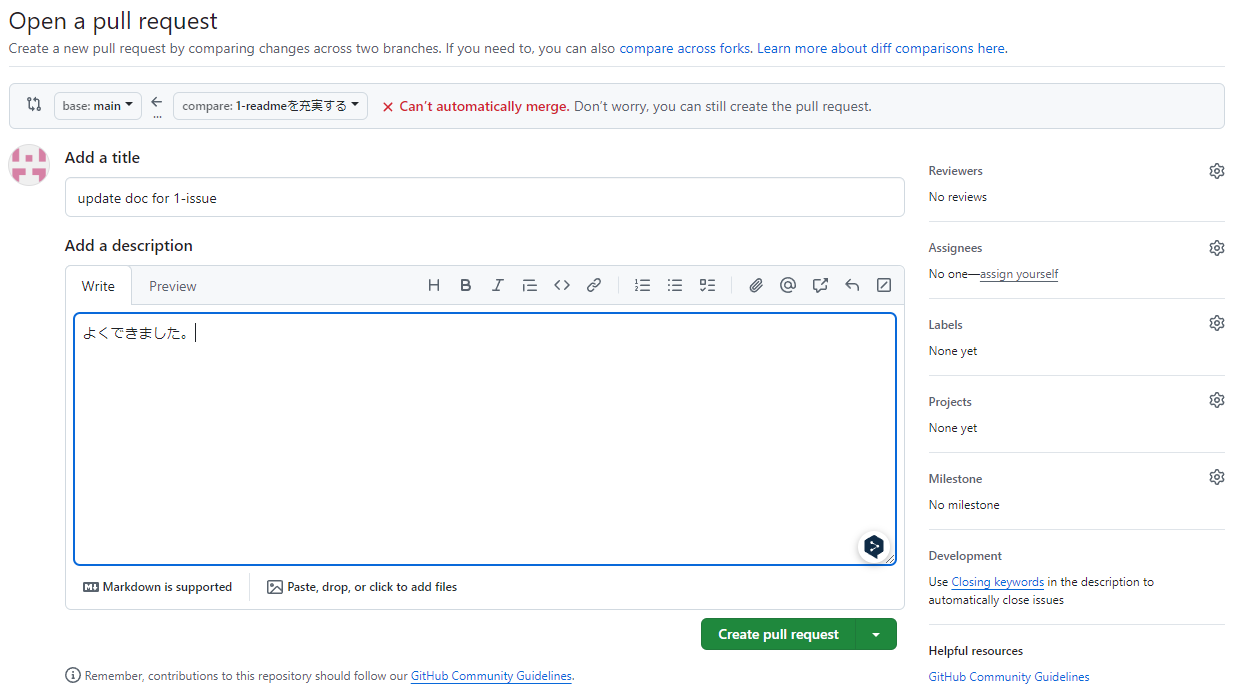 Open a pull request
Create a new pull request by comparing changes across two branches. If you need to, you can also compare across forks. Learn more about diff comparisons here.
base: main ← compare: 1-readmeを充実する × Can’t automatically merge. Don’t worry, you can still create the pull request.
...
Add a title
update doc for 1-issue
Add a description
Write Preview
よくできました。
Markdown is supported
Paste, drop, or click to add files
Create pull request
Remember, contributions to this repository should follow our GitHub Community Guidelines.
Reviewers
No reviews
Assignees
No one—assign yourself
Labels
None yet
Projects
None yet
Milestone
No milestone
Development
Use Closing keywords in the description to
automatically close issues
Helpful resources
GitHub Community Guidelines